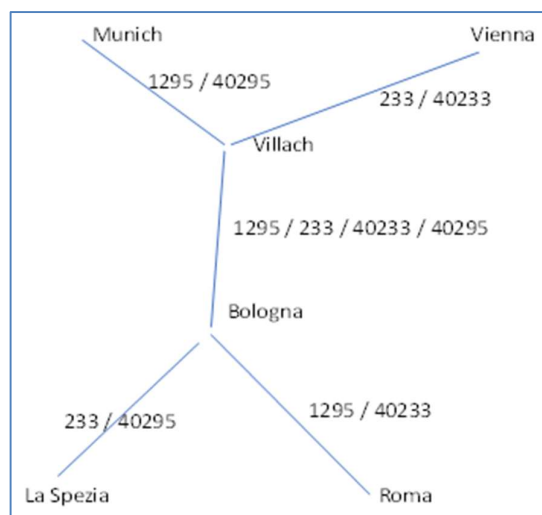 Munich
Vienna
1295 / 40295
233 / 40233
Villach
1295 / 233 / 40233 / 40295
Bologna
233 / 40295
1295 / 40233
La Spezia
Roma